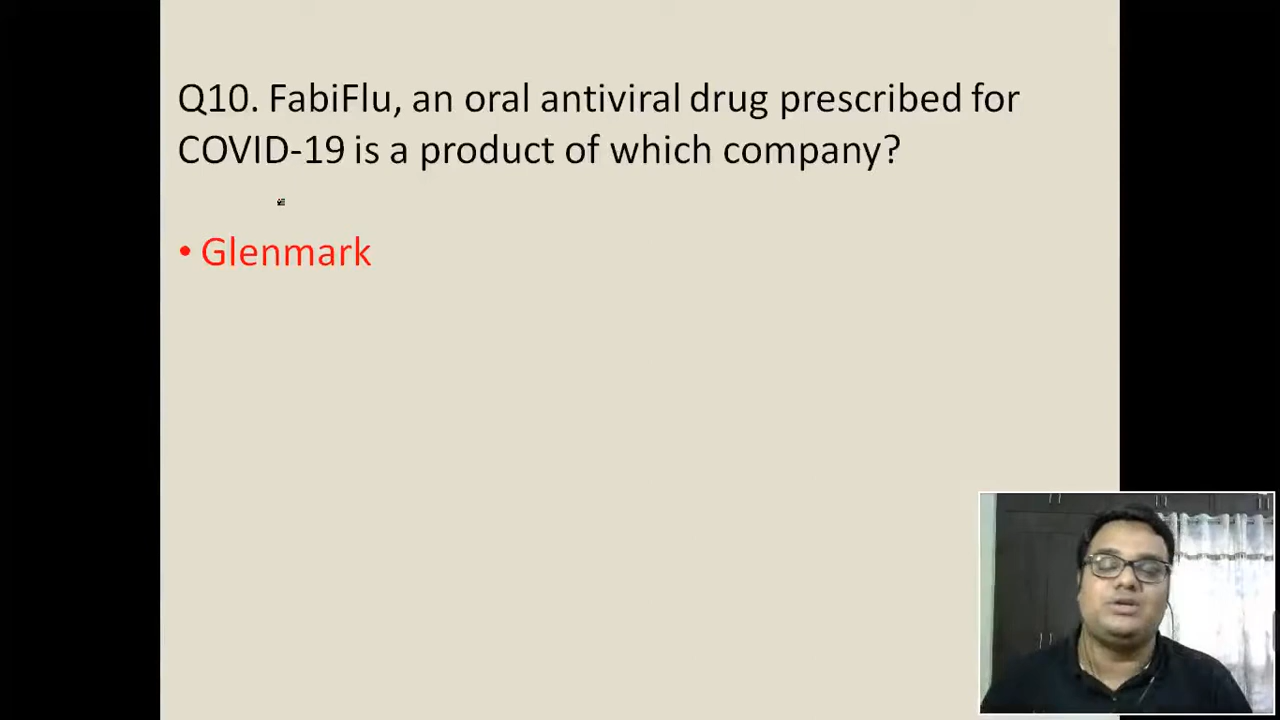 Q10. FabiFlu, an oral antiviral drug prescribed for
COVID-19 is a product of which company?
• Glenmark